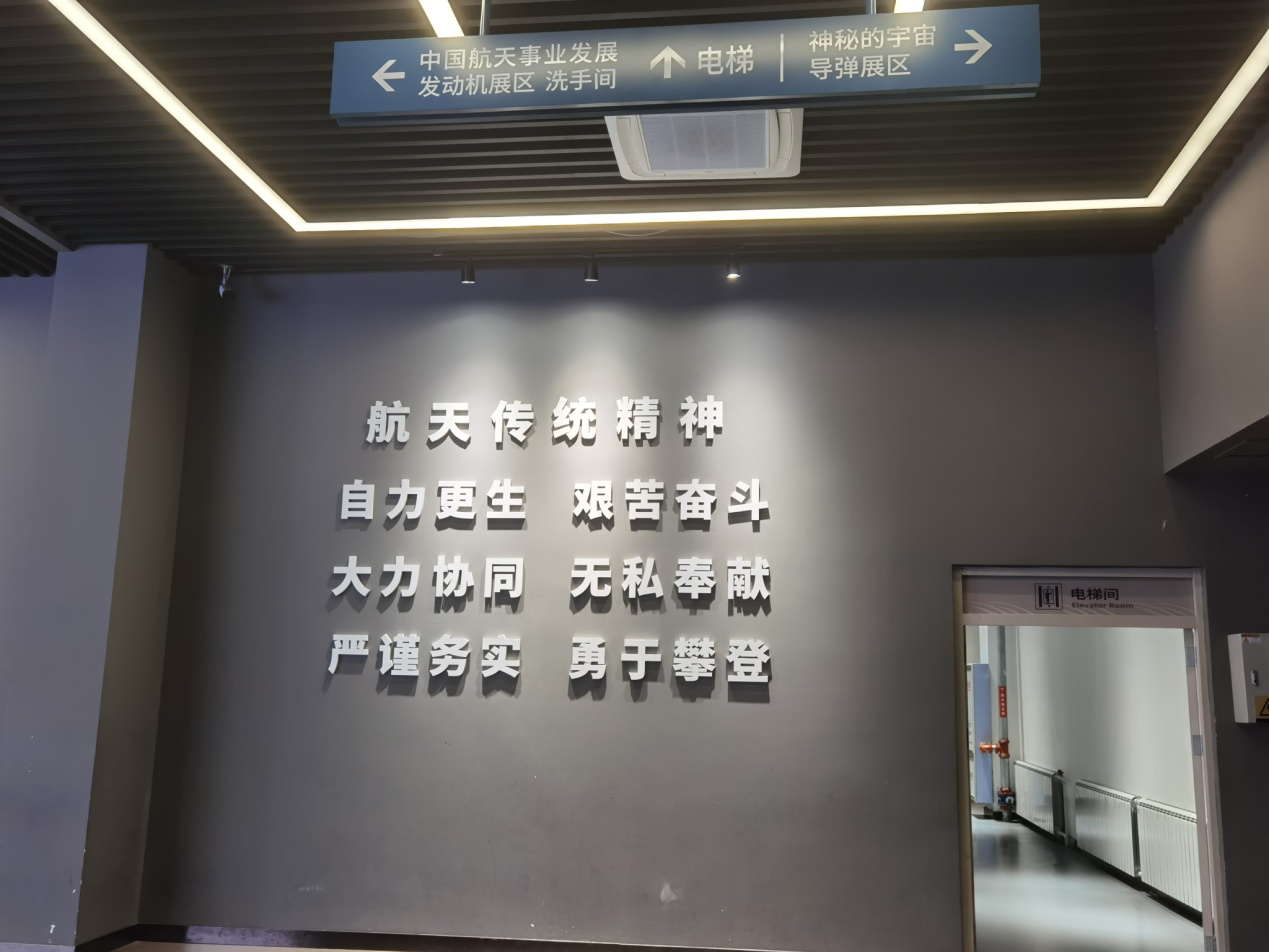 中国航天事业发展
发动机展区 洗手间
电梯
神秘的宇宙
导弹展区
航天传统精神
自力更生 艰苦奋斗
大力协同 无私奉献
严谨务实 勇于攀登
电梯间
Elevator Room